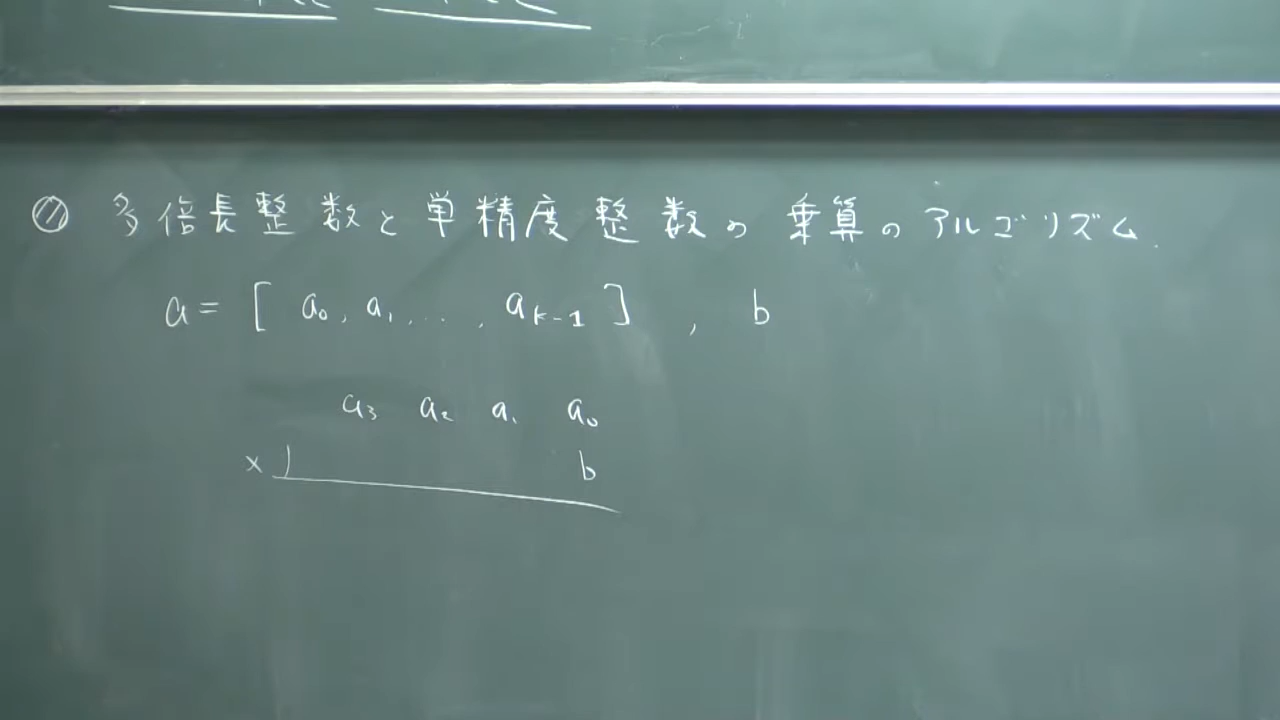 多倍長整数と単精度整数の乗算のアルゴリズム.
a = [ a₀, a₁, ..., aₖ₋₁ ] , b
a₃ a₂ a₁ a₀
× b